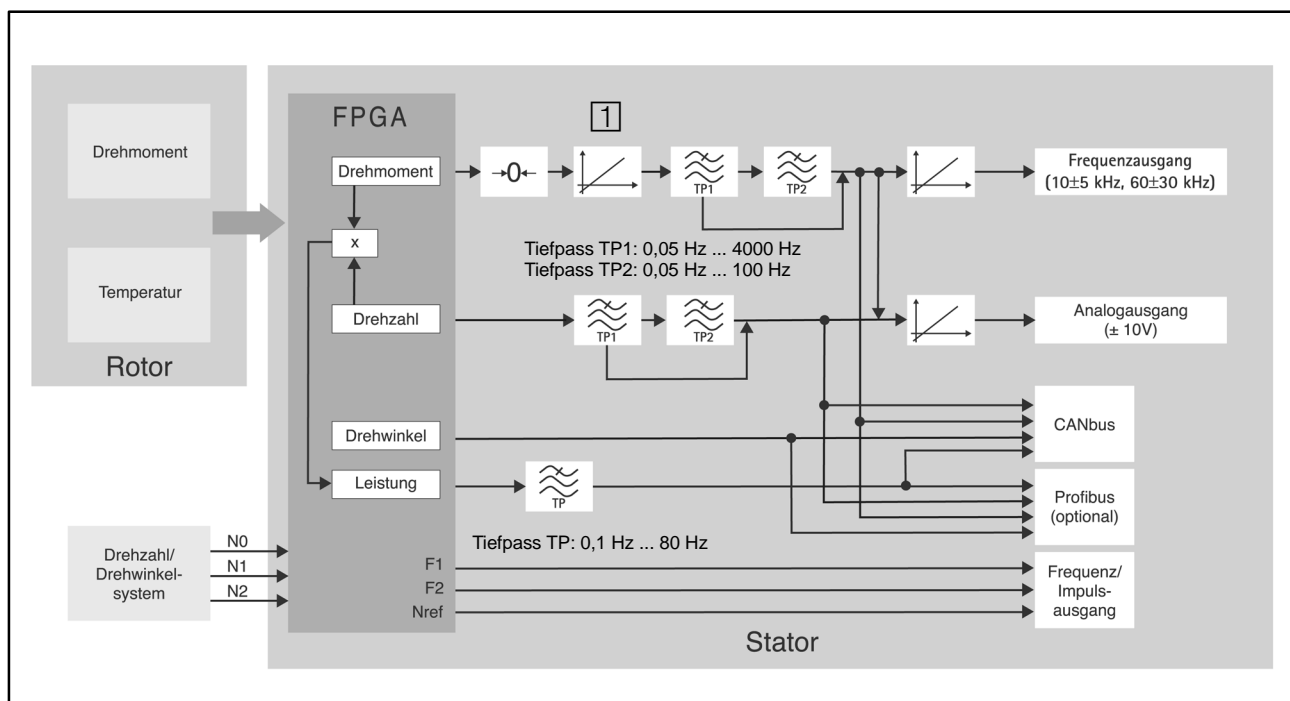 FPGA
1
Drehmoment
Temperatur
Rotor
Drehmoment
x
Drehzahl
Drehwinkel
Leistung
→0←
TP1
TP2
Frequenzausgang
(10±5 kHz, 60±30 kHz)
Tiefpass TP1: 0,05 Hz ... 4000 Hz
Tiefpass TP2: 0,05 Hz ... 100 Hz
TP1
TP2
Analogausgang
(± 10V)
CANbus
TP
Profibus
(optional)
Tiefpass TP: 0,1 Hz ... 80 Hz
Drehzahl/
Drehwinkel-
system
N0
N1
N2
F1
F2
Nref
Frequenz/
Impuls-
ausgang
Stator